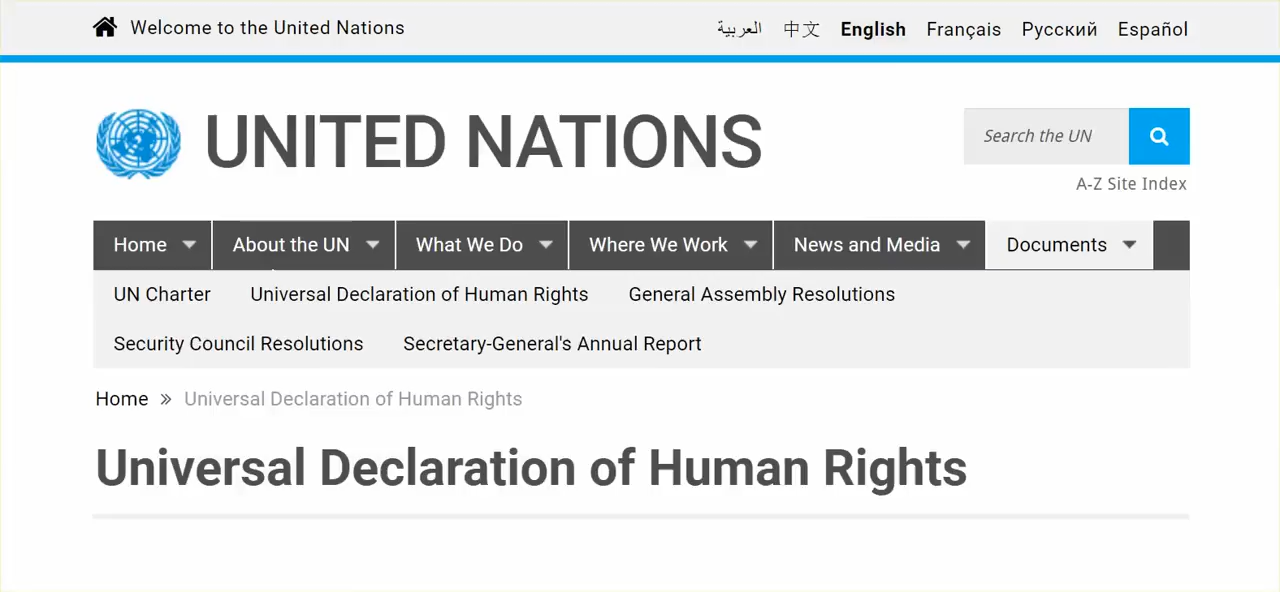 Welcome to the United Nations
العربية 中文 English Français Русский Español
UNITED NATIONS
Search the UN
A-Z Site Index
Home About the UN What We Do Where We Work News and Media Documents
UN Charter Universal Declaration of Human Rights General Assembly Resolutions
Security Council Resolutions Secretary-General's Annual Report
Home » Universal Declaration of Human Rights
Universal Declaration of Human Rights